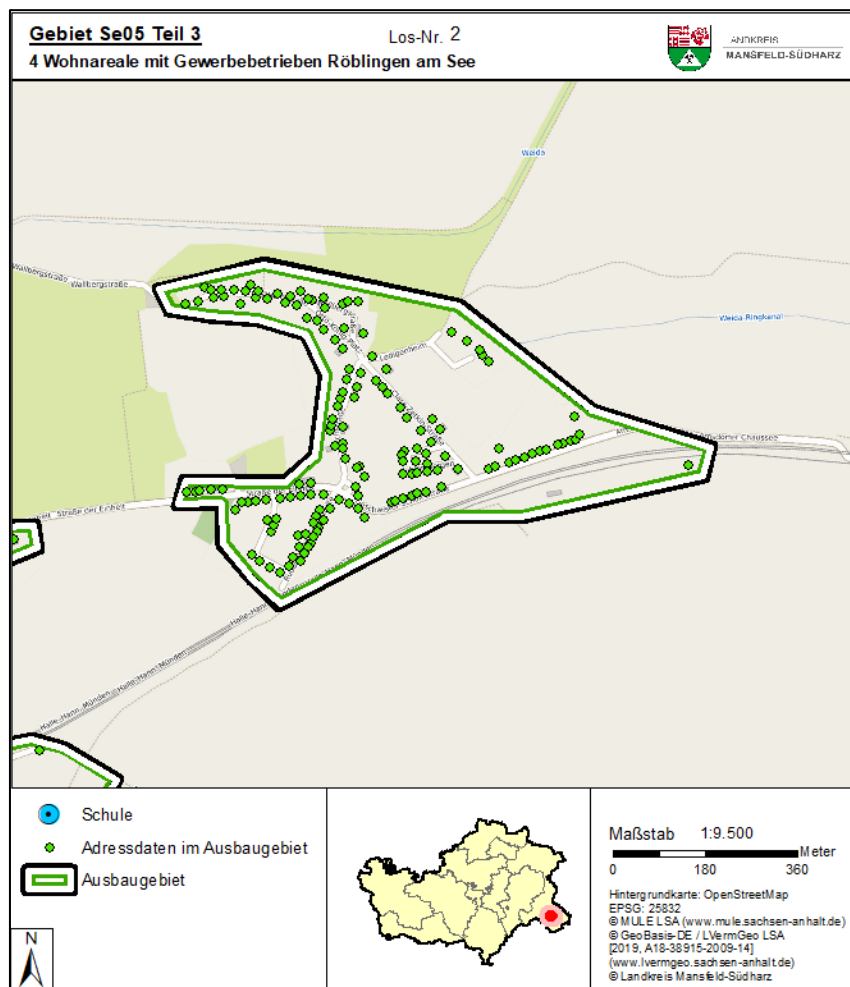 Gebiet Se05 Teil 3
Los-Nr. 2
4 Wohnareale mit Gewerbebetrieben Röblingen am See
ANDKREIS
MANSFELD-SÜDHARZ
Weida
Wallbergstraße
Wallbergstraße
Weida-Ringkanal
Ledigenheim
Chaussee
Straße der Einheit
Halle-Hann. Münden
Halle-Hann. Münden
Schule
Adressdaten im Ausbaugebiet
Ausbaugebiet
N
Maßstab 1:9.500
Meter
0 180 360
Hintergrundkarte: OpenStreetMap
EPSG: 25832
© MULE LSA (www.mule.sachsen-anhalt.de)
© GeoBasis-DE / LVermGeo LSA
[2019, A18-38915-2009-14]
(www.lvermgeo.sachsen-anhalt.de)
© Landkreis Mansfeld-Südharz